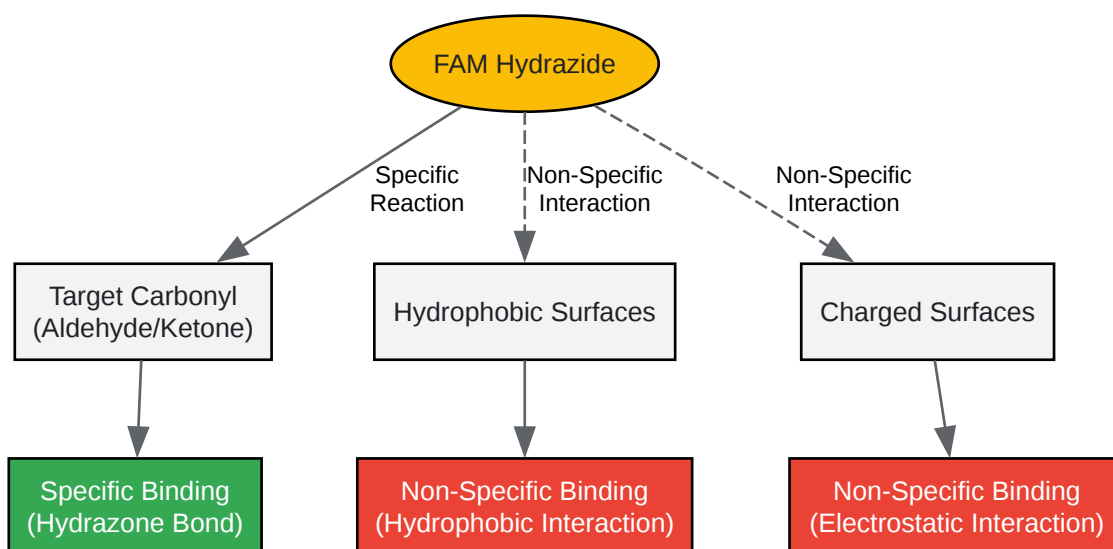 FAM Hydrazide
Specific
Reaction
Non-Specific
Interaction
Non-Specific
Interaction
Target Carbonyl
(Aldehyde/Ketone)
Hydrophobic Surfaces
Charged Surfaces
Specific Binding
(Hydrazone Bond)
Non-Specific Binding
(Hydrophobic Interaction)
Non-Specific Binding
(Electrostatic Interaction)